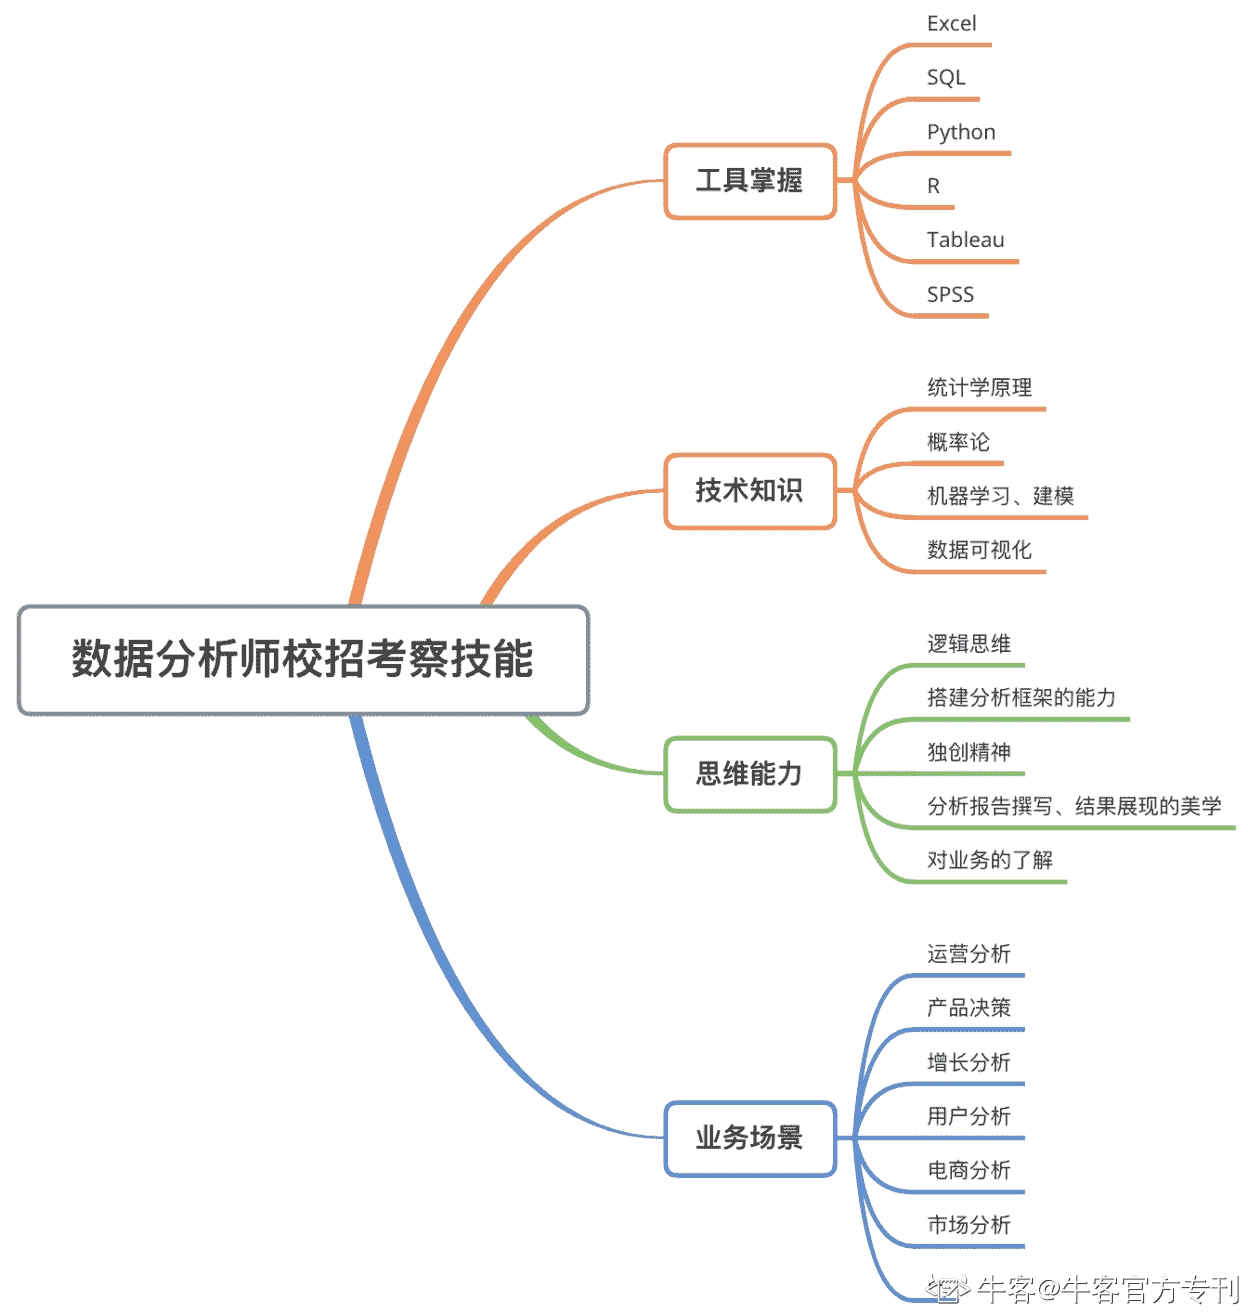 数据分析师校招考察技能
工具掌握
Excel
SQL
Python
R
Tableau
SPSS
技术知识
统计学原理
概率论
机器学习、建模
数据可视化
思维能力
逻辑思维
搭建分析框架的能力
独创精神
分析报告撰写、结果展现的美学
对业务的了解
业务场景
运营分析
产品决策
增长分析
用户分析
电商分析
市场分析
牛客@牛客官方专刊